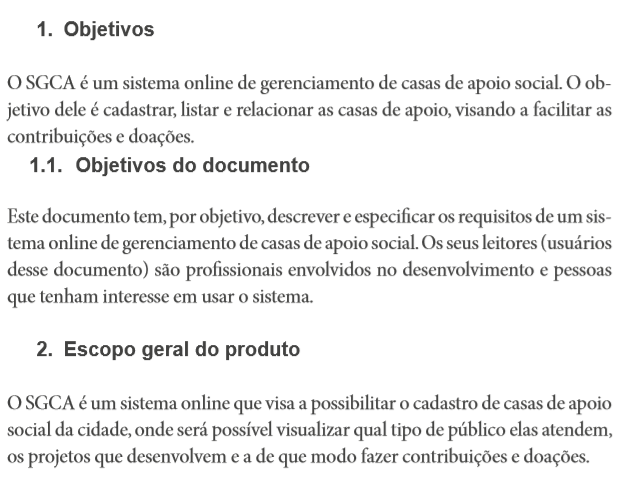 1. Objetivos
O SGCA é um sistema online de gerenciamento de casas de apoio social. O ob-
jetivo dele é cadastrar, listar e relacionar as casas de apoio, visando a facilitar as
contribuições e doações.
1.1. Objetivos do documento
Este documento tem, por objetivo, descrever e especificar os requisitos de um sis-
tema online de gerenciamento de casas de apoio social. Os seus leitores (usuários
desse documento) são profissionais envolvidos no desenvolvimento e pessoas
que tenham interesse em usar o sistema.
2. Escopo geral do produto
O SGCA é um sistema online que visa a possibilitar o cadastro de casas de apoio
social da cidade, onde será possível visualizar qual tipo de público elas atendem,
os projetos que desenvolvem e a de que modo fazer contribuições e doações.